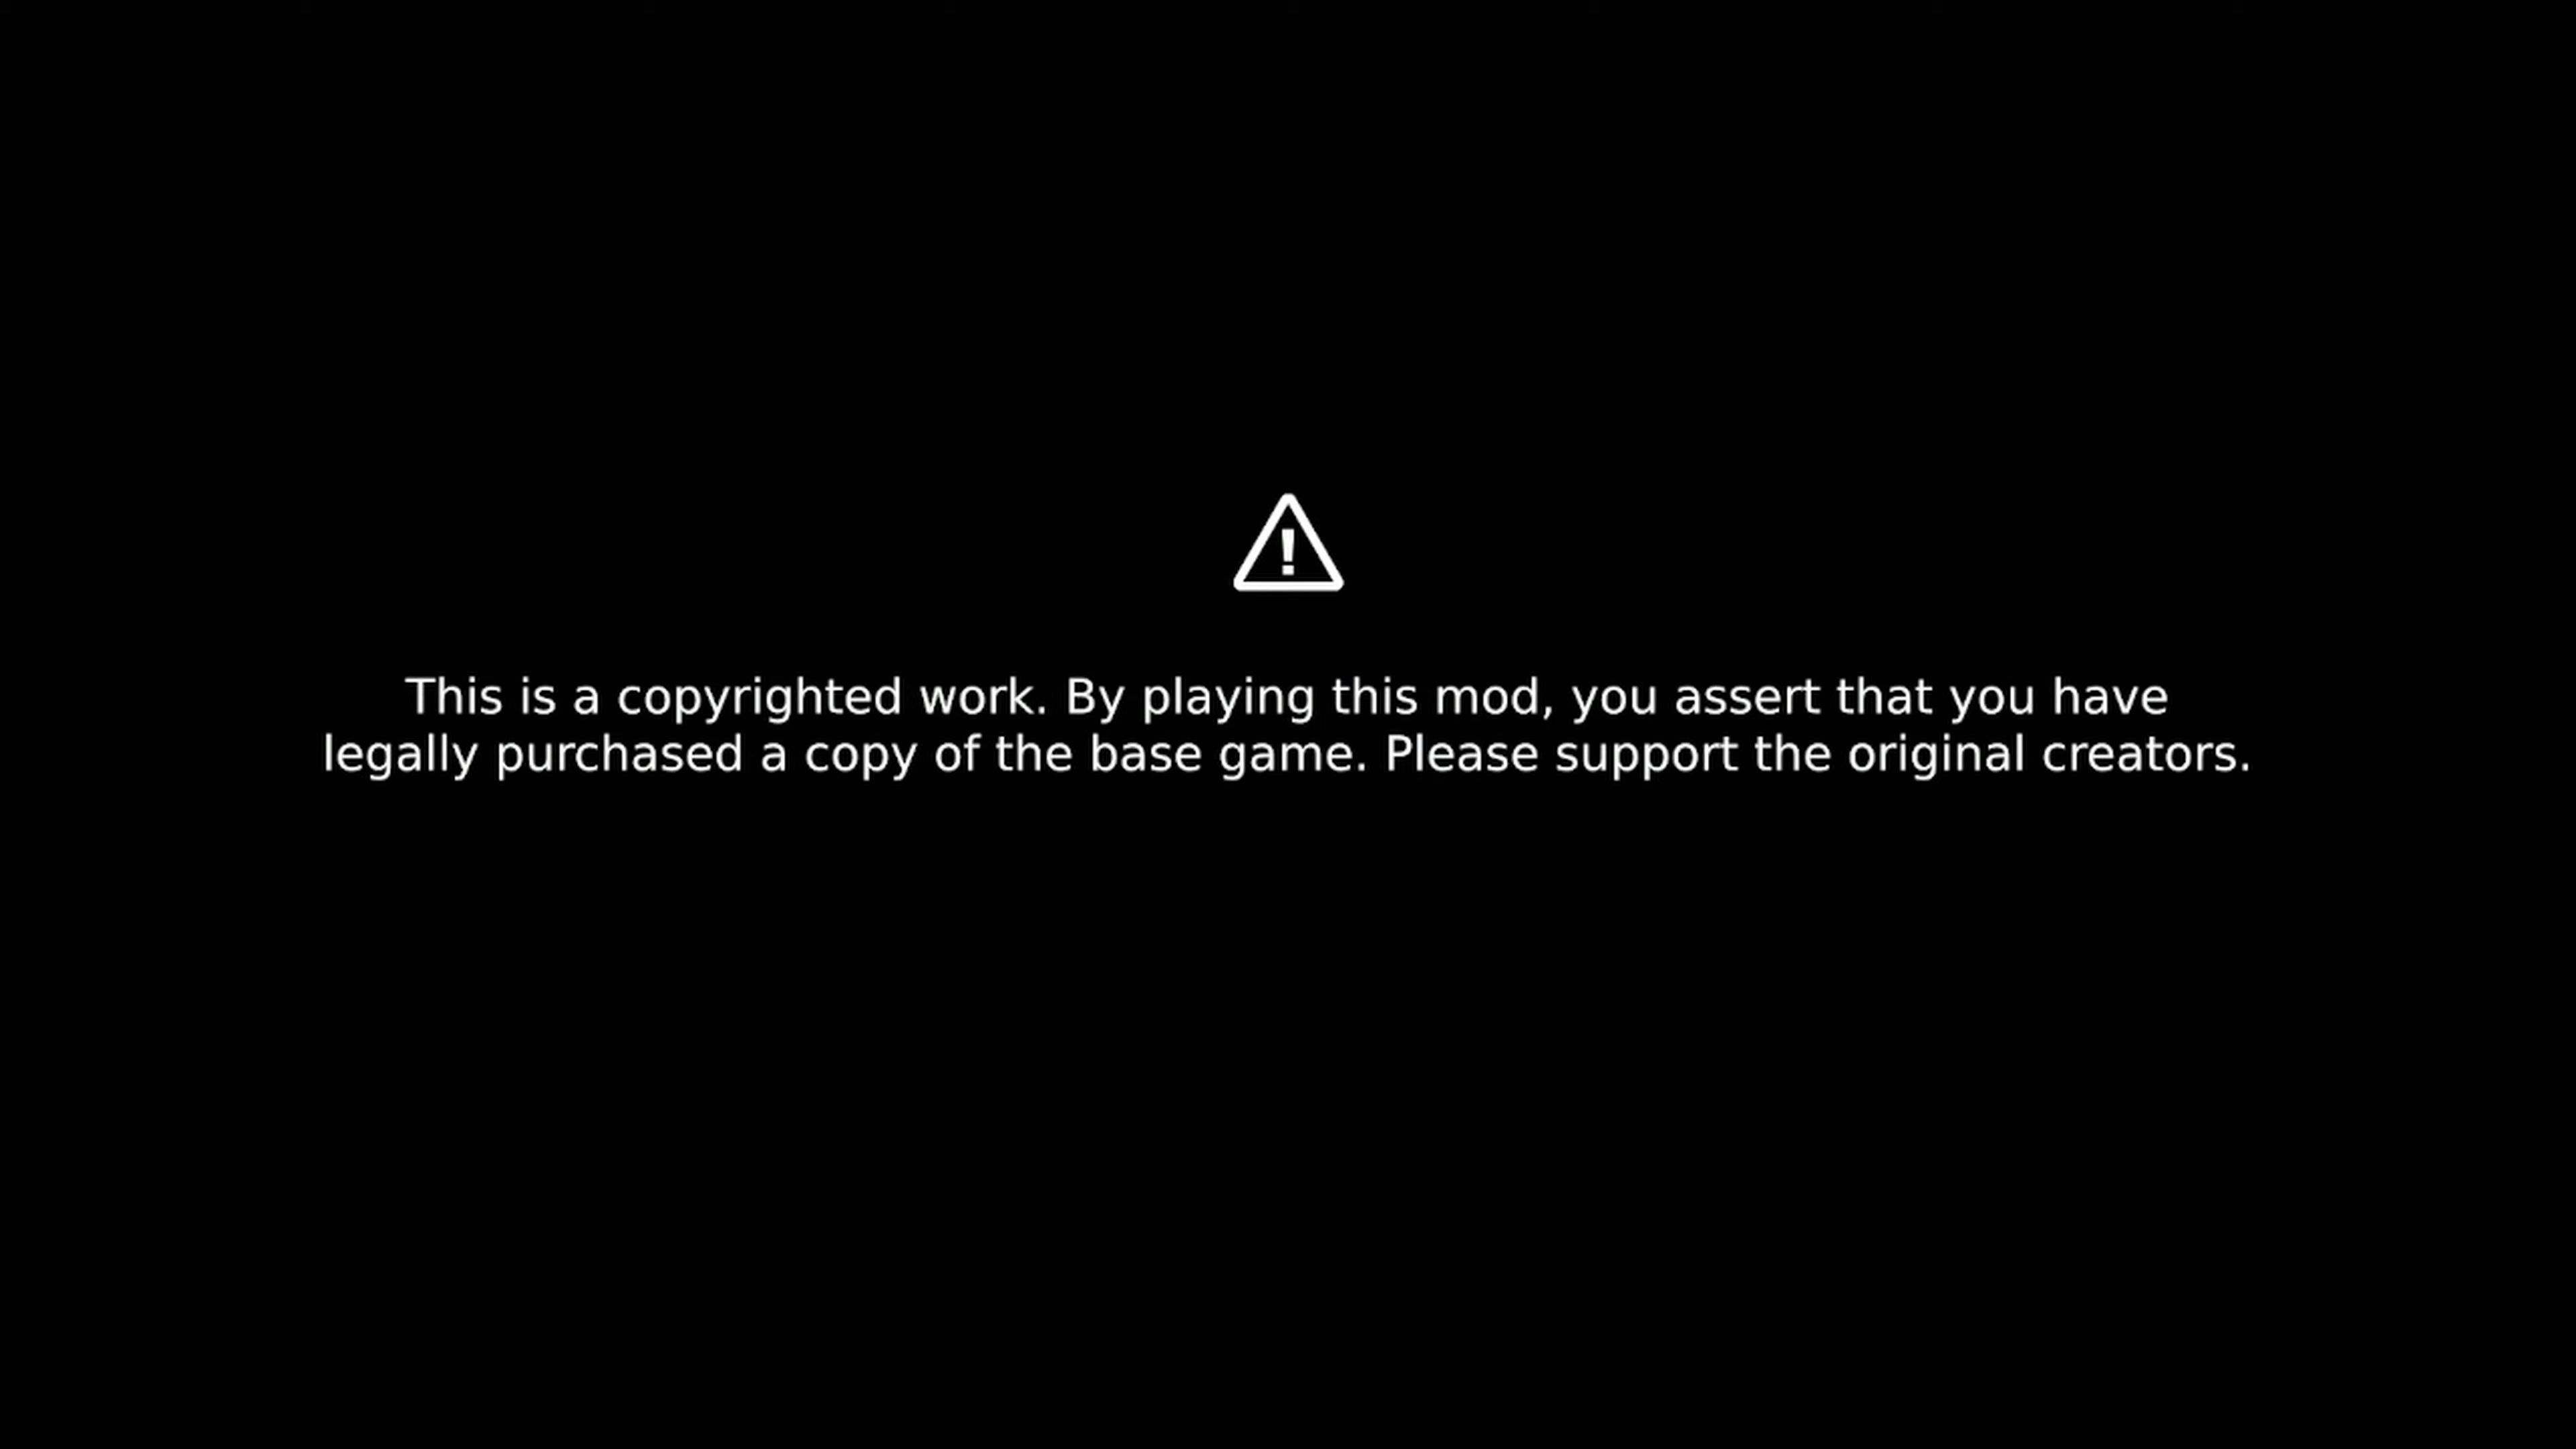 This is a copyrighted work. By playing this mod, you assert that you have
legally purchased a copy of the base game. Please support the original creators.